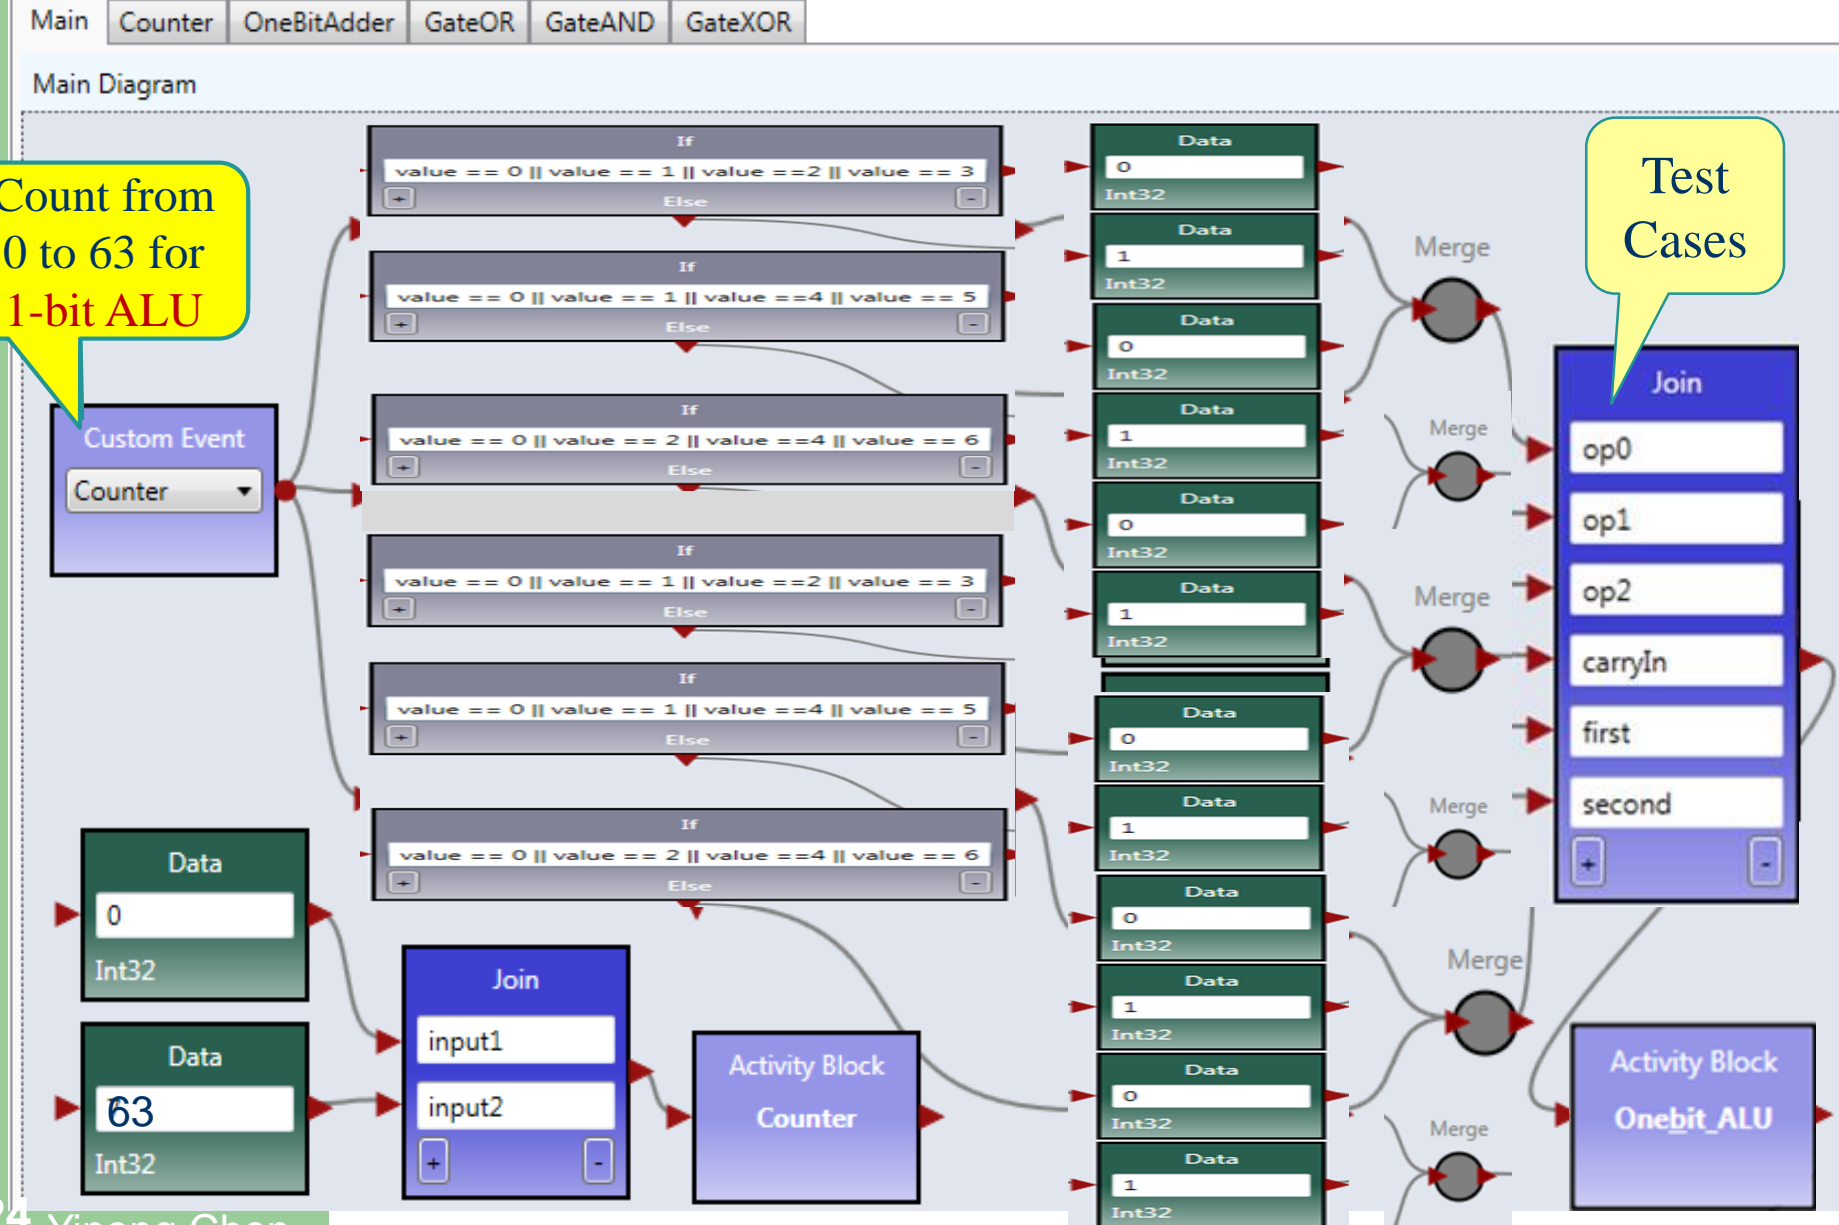 Main Counter OneBitAdder GateOR GateAND GateXOR
Main Diagram
Count from
0 to 63 for
1-bit ALU
Custom Event
Counter
If
value == 0 || value == 1 || value ==2 || value == 3
+ Else -
If
value == 0 || value == 1 || value ==4 || value == 5
+ Else -
If
value == 0 || value == 2 || value ==4 || value == 6
+ Else -
If
value == 0 || value == 1 || value ==2 || value == 3
+ Else -
If
value == 0 || value == 1 || value ==4 || value == 5
+ Else -
If
value == 0 || value == 2 || value ==4 || value == 6
+ Else -
Data
0
Int32
Data
63
Int32
Join
input1
input2
+ -
Activity Block
Counter
Data
0
Int32
Data
1
Int32
Data
0
Int32
Data
1
Int32
Data
0
Int32
Data
1
Int32
Data
0
Int32
Data
1
Int32
Data
0
Int32
Data
1
Int32
Data
0
Int32
Data
1
Int32
Merge
Merge
Merge
Merge
Merge
Merge
Test
Cases
Join
op0
op1
op2
carryIn
first
second
+ -
Activity Block
Onebit_ALU